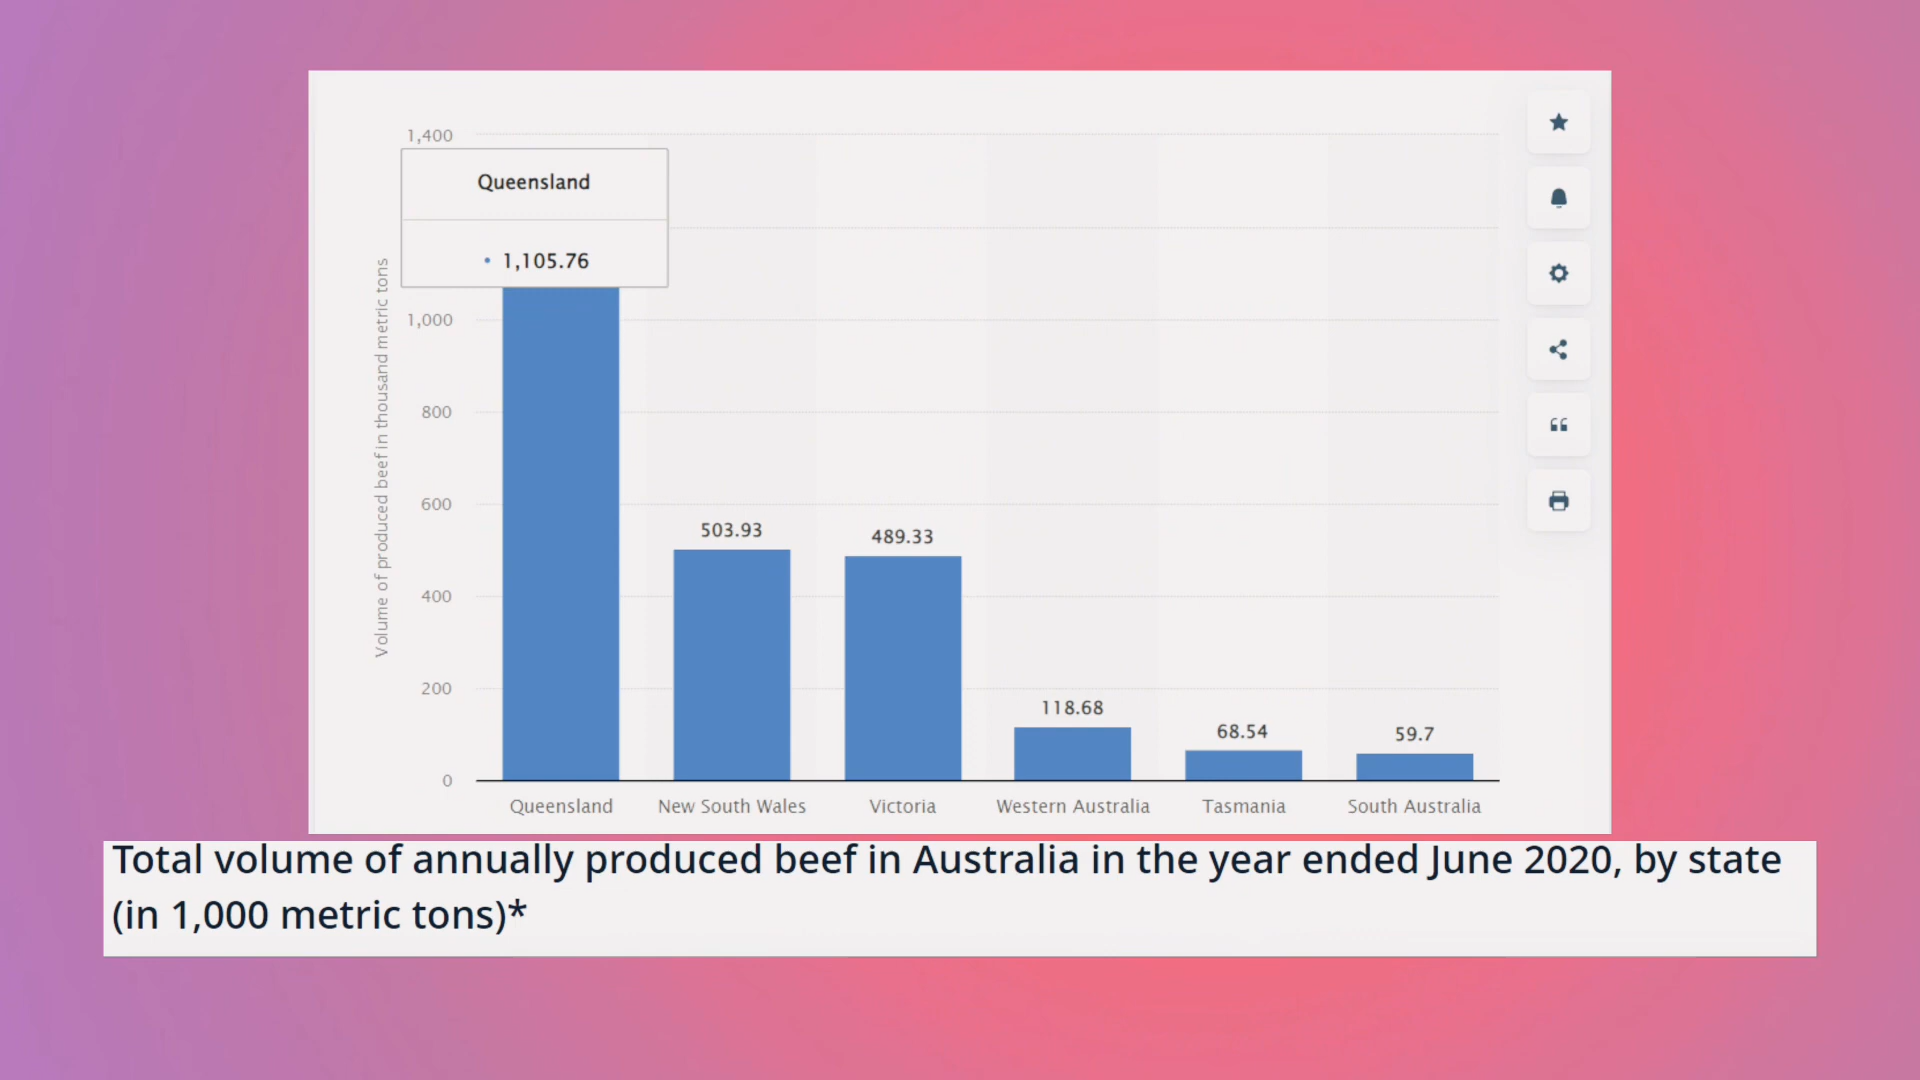 1,400
Queensland
1,105.76
1,000
800
600
400
200
0
Volume of produced beef in thousand metric tons
503.93
489.33
118.68
68.54
59.7
Queensland
New South Wales
Victoria
Western Australia
Tasmania
South Australia
Total volume of annually produced beef in Australia in the year ended June 2020, by state
(in 1,000 metric tons)*